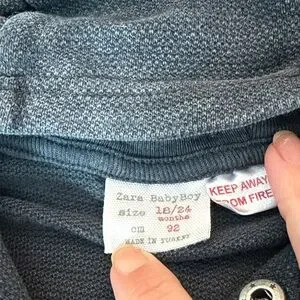 Zara BabyBoy
size 18/24
months
cm 92
MADE IN TURKEY
KEEP AWAY
FROM FIRE